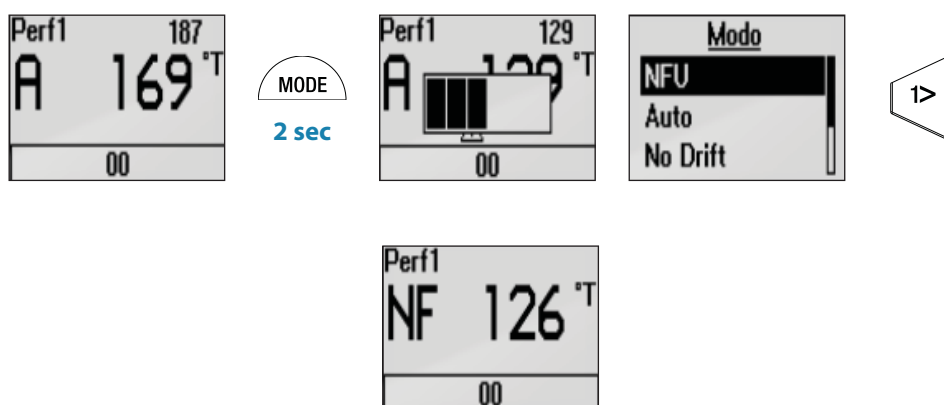 Perf1 187
A 169 °T
00
MODE
2 sec
Perf1 129
A 129 °T
00
Modo
NFU
Auto
No Drift
1>
Perf1
NF 126 °T
00